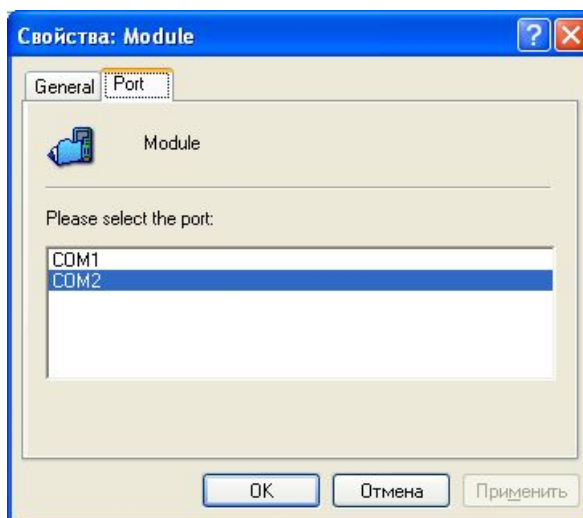 Свойства: Module
General Port
Module
Please select the port:
COM1
COM2
OK Отмена Применить